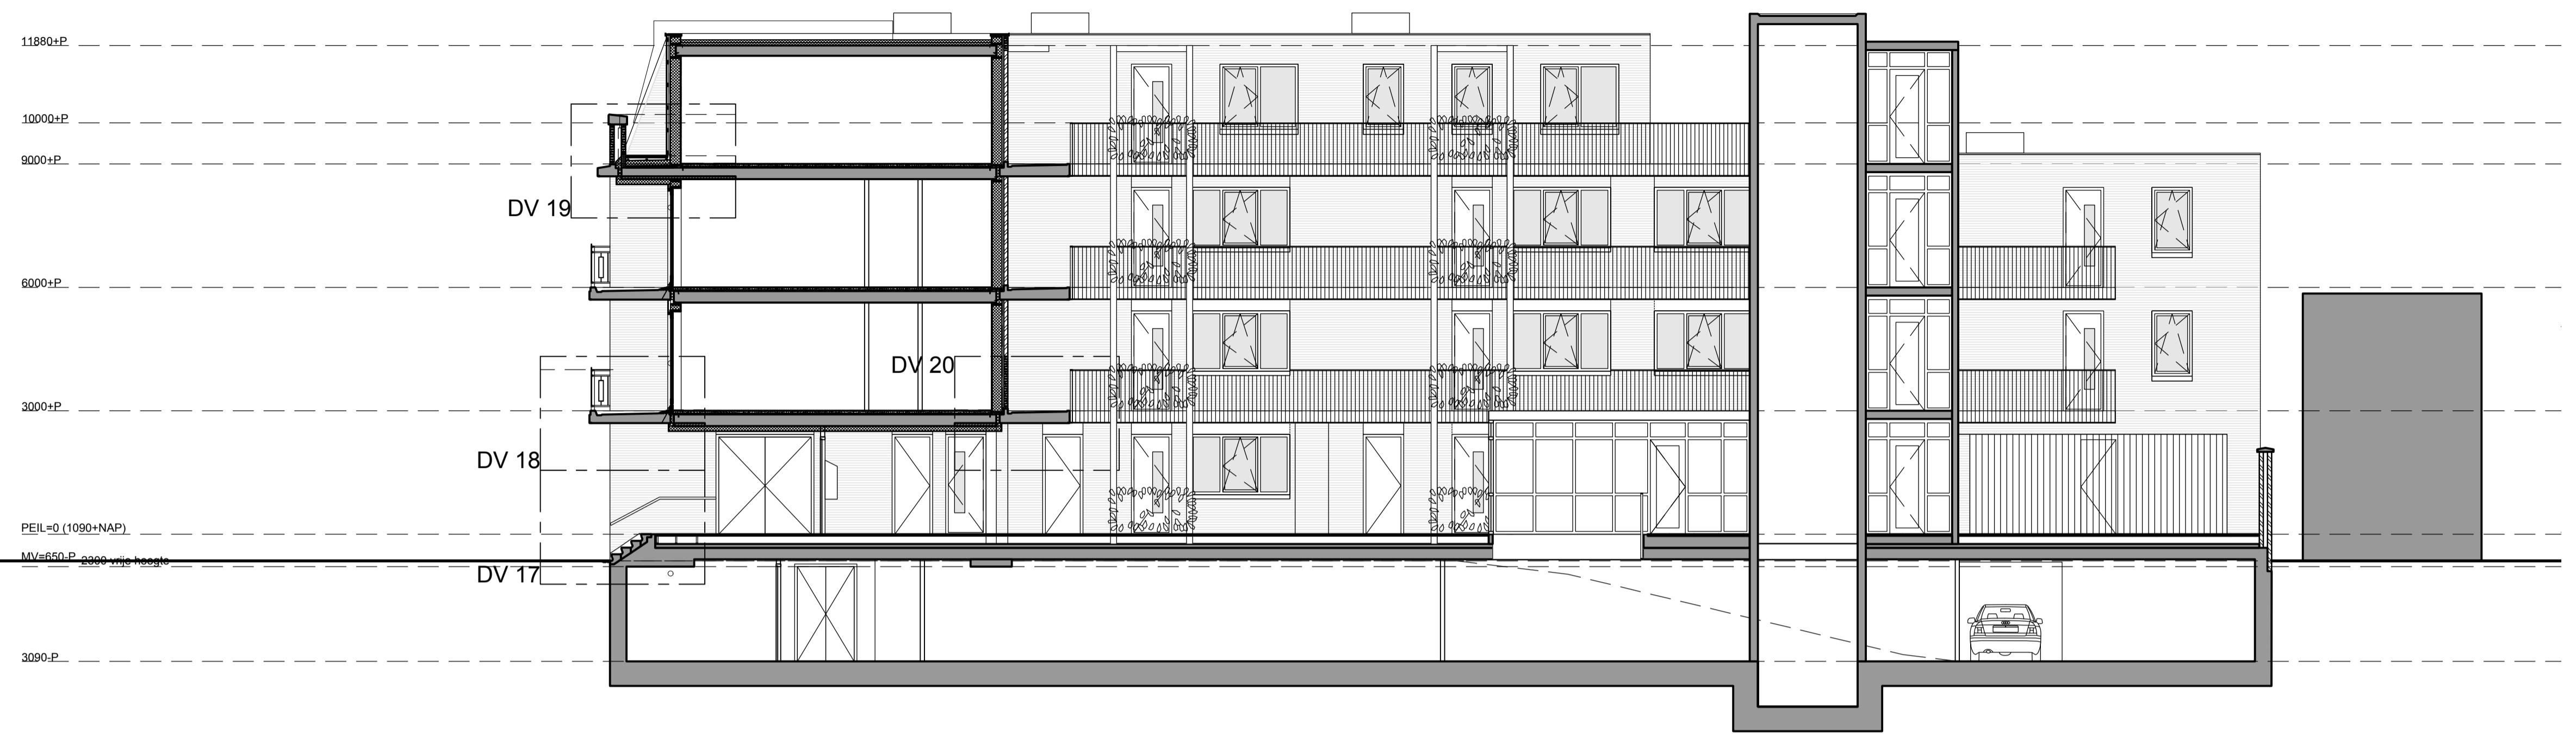 11880+P
10000+P
9000+P
DV 19
6000+P
DV 20
3000+P
DV 18
PEIL=0 (1090+NAP)
MV=650-P 2300 vrije hoogte
DV 17
3090-P